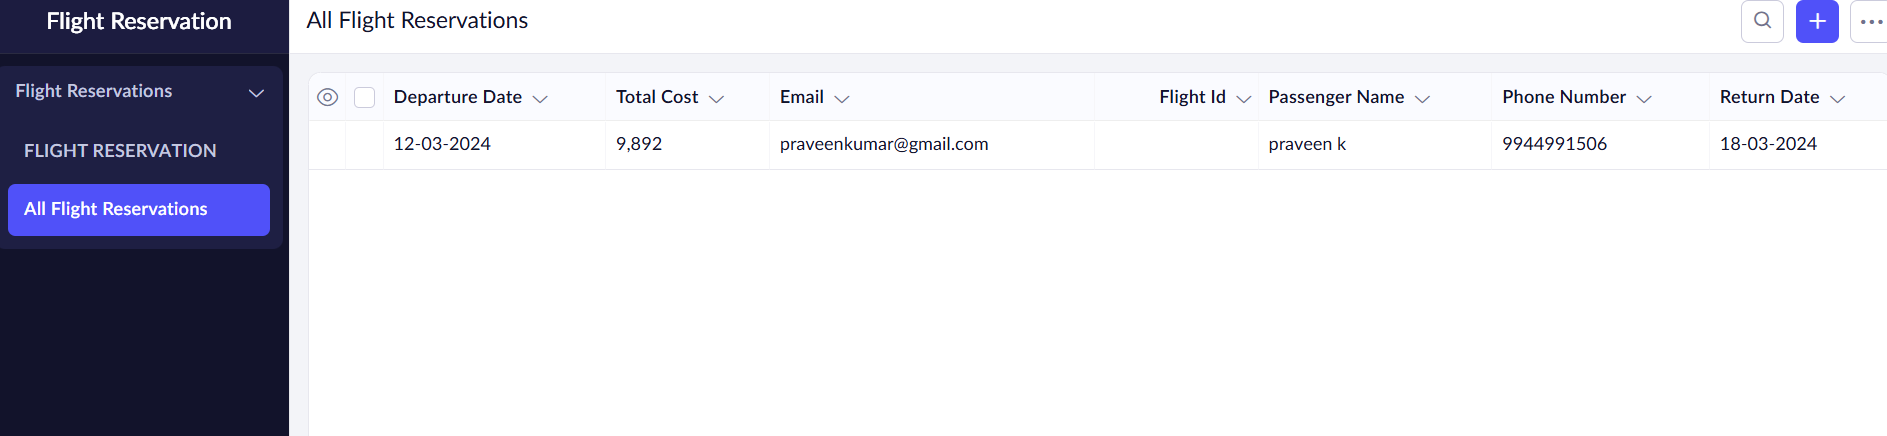 Flight Reservation
Flight Reservations
FLIGHT RESERVATION
All Flight Reservations
All Flight Reservations
Departure Date Total Cost Email Flight Id Passenger Name Phone Number Return Date
12-03-2024 9,892 praveenkumar@gmail.com praveen k 9944991506 18-03-2024